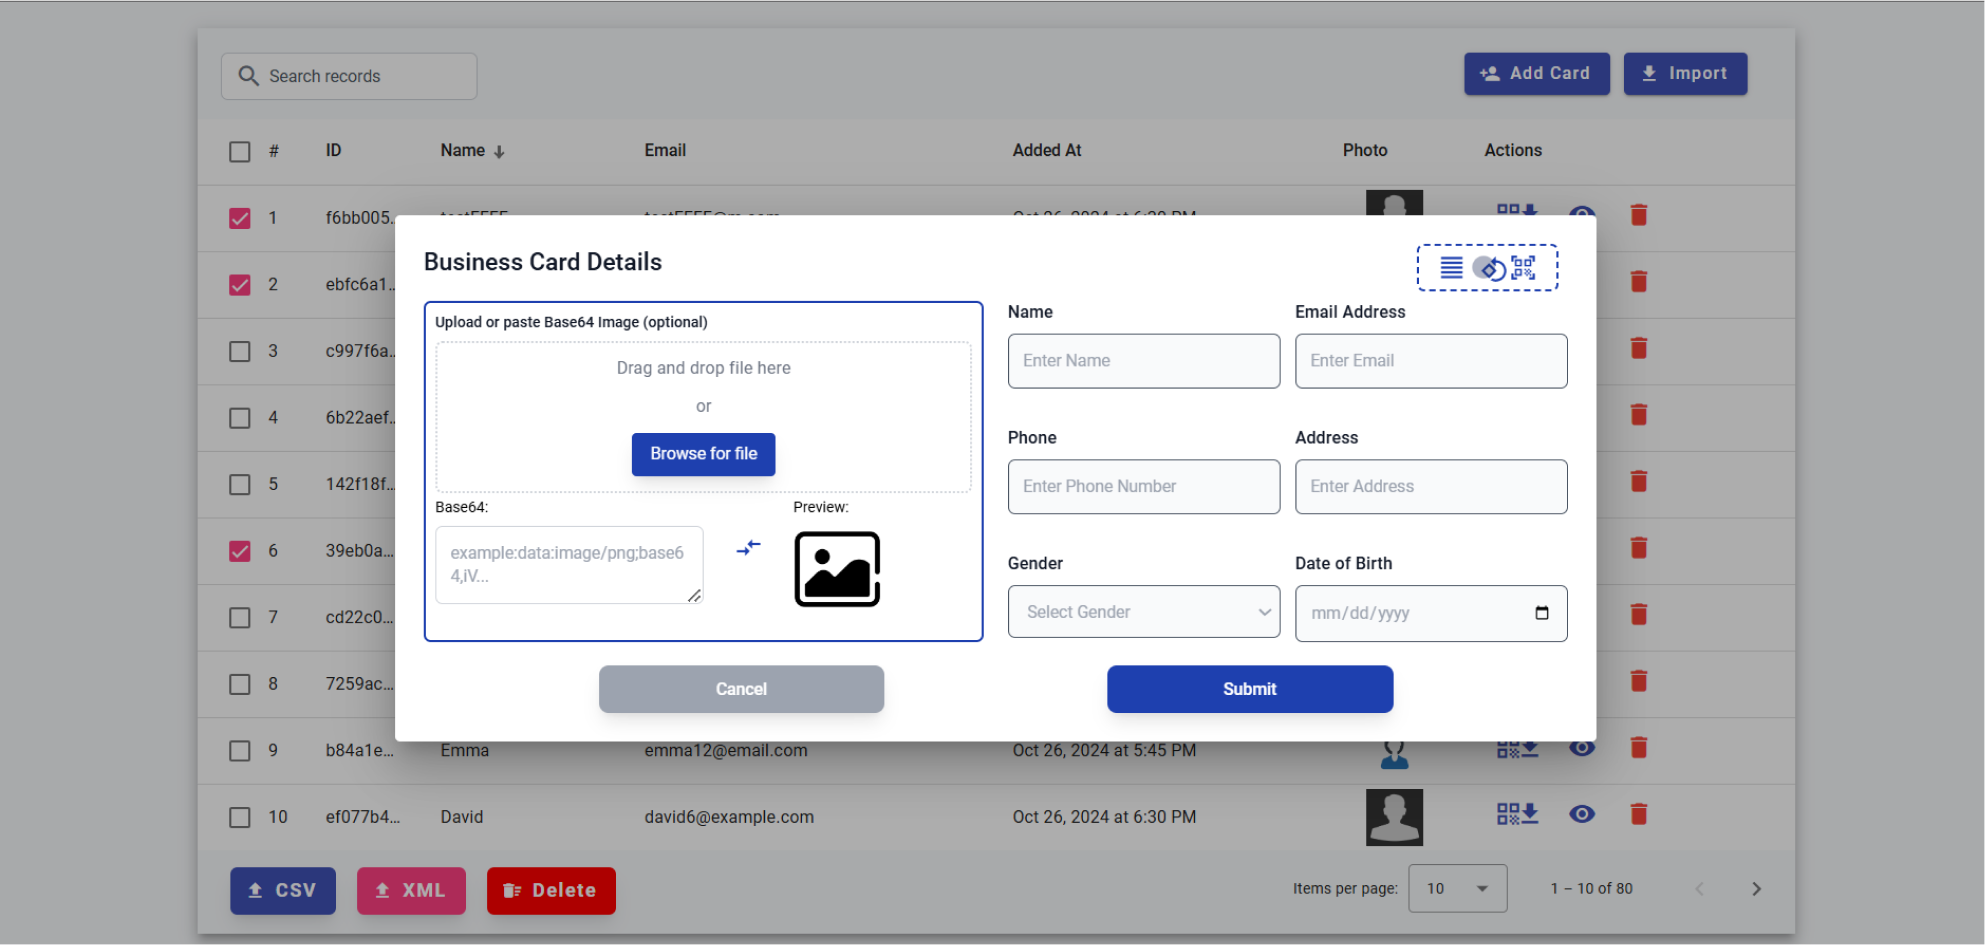 Search records
Add Card
Import
# ID Name Email Added At Photo Actions
1 f6bb005..
2 ebfc6a1..
3 c997f6a..
4 6b22aef..
5 142f18f...
6 39eb0a...
7 cd22c0...
8 7259ac...
Business Card Details
Upload or paste Base64 Image (optional)
Drag and drop file here
or
Browse for file
Base64:
Preview:
example:data:image/png;base6
4,iV...
Name
Enter Name
Email Address
Enter Email
Phone
Enter Phone Number
Address
Enter Address
Gender
Select Gender
Date of Birth
mm/dd/yyyy
Cancel
Submit
9 b84a1e... Emma emma12@email.com Oct 26, 2024 at 5:45 PM
10 ef077b4... David david6@example.com Oct 26, 2024 at 6:30 PM
CSV
XML
Delete
Items per page: 10
1 – 10 of 80